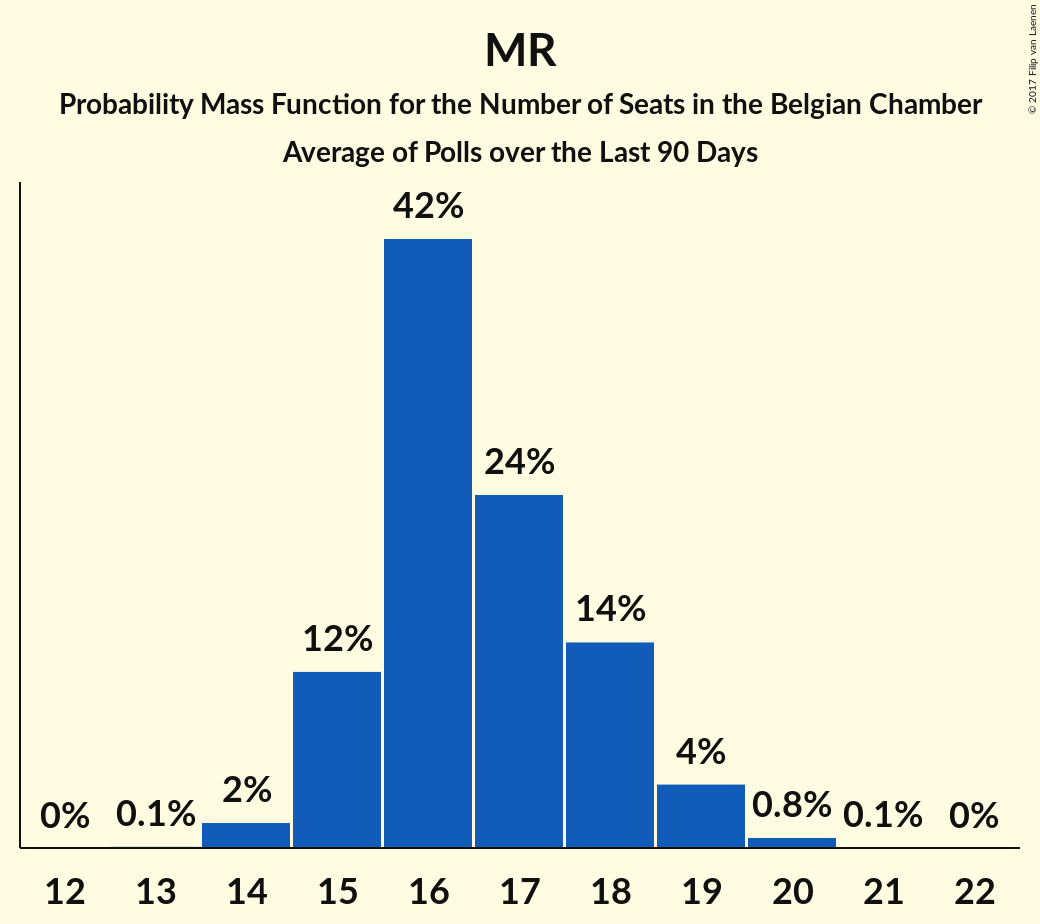 MR
Probability Mass Function for the Number of Seats in the Belgian Chamber
Average of Polls over the Last 90 Days
© 2017 Filip van Laenen
42%
24%
14%
12%
4%
2%
0.8%
0% 0.1% 0.1% 0%
12 13 14 15 16 17 18 19 20 21 22